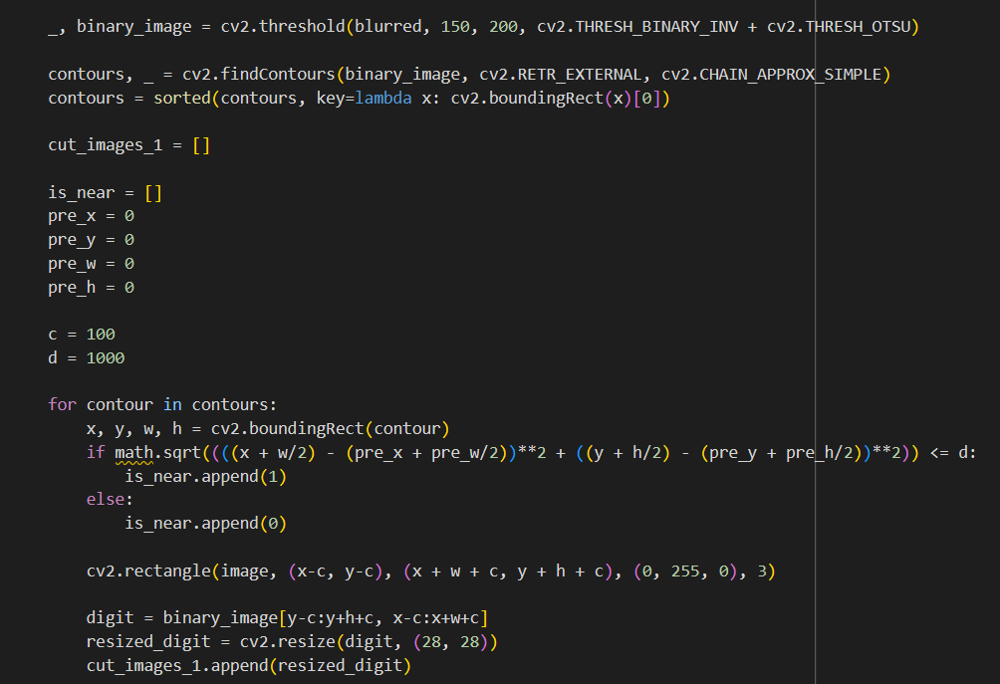 _, binary_image = cv2.threshold(blurred, 150, 200, cv2.THRESH_BINARY_INV + cv2.THRESH_OTSU)
contours, _ = cv2.findContours(binary_image, cv2.RETR_EXTERNAL, cv2.CHAIN_APPROX_SIMPLE)
contours = sorted(contours, key=lambda x: cv2.boundingRect(x)[0])
cut_images_1 = []
is_near = []
pre_x = 0
pre_y = 0
pre_w = 0
pre_h = 0
c = 100
d = 1000
for contour in contours:
    x, y, w, h = cv2.boundingRect(contour)
    if math.sqrt((((x + w/2) - (pre_x + pre_w/2))**2 + ((y + h/2) - (pre_y + pre_h/2))**2)) <= d:
        is_near.append(1)
    else:
        is_near.append(0)
    cv2.rectangle(image, (x-c, y-c), (x + w + c, y + h + c), (0, 255, 0), 3)
    digit = binary_image[y-c:y+h+c, x-c:x+w+c]
    resized_digit = cv2.resize(digit, (28, 28))
    cut_images_1.append(resized_digit)